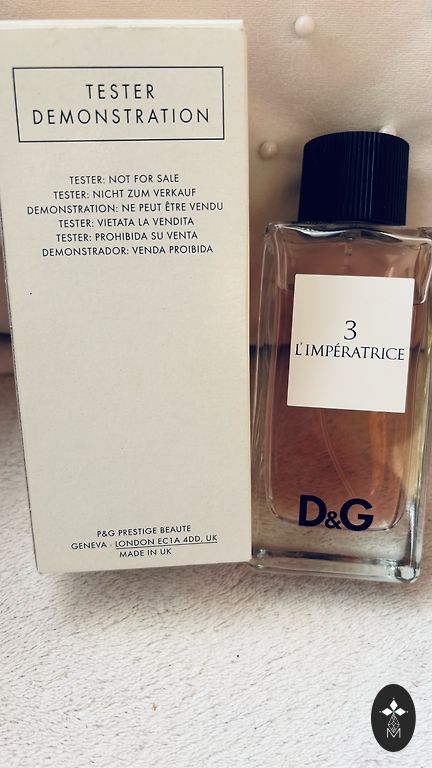 TESTER
DEMONSTRATION
TESTER: NOT FOR SALE
TESTER: NICHT ZUM VERKAUF
DEMONSTRATION: NE PEUT ÊTRE VENDU
TESTER: VIETATA LA VENDITA
TESTER: PROHIBIDA SU VENTA
DEMONSTRADOR: VENDA PROIBIDA
P&G PRESTIGE BEAUTE
GENEVA - LONDON EC1A 4DD, UK
MADE IN UK
3
L'IMPÉRATRICE
D&G
M